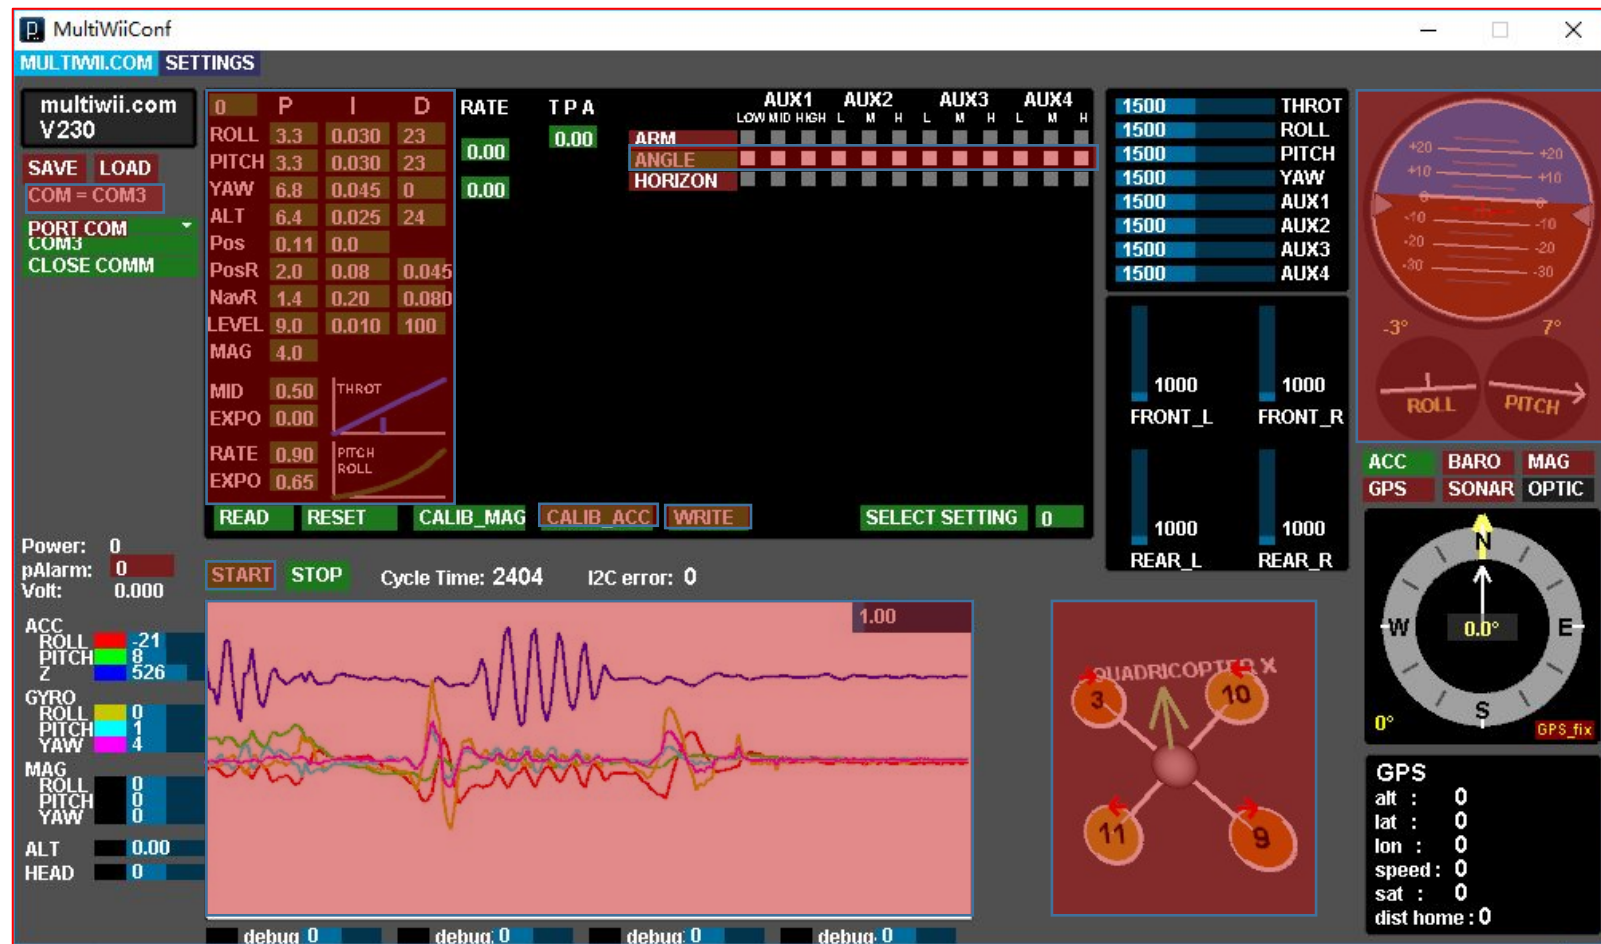 MultiWiiConf
MULTIWII.COM SETTINGS
multiwii.com
V230
SAVE LOAD
COM = COM3
PORT COM
COM3
CLOSE COMM
0 P I D
ROLL 3.3 0.030 23
PITCH 3.3 0.030 23
YAW 6.8 0.045 0
ALT 6.4 0.025 24
Pos 0.11 0.0
PosR 2.0 0.08 0.045
NavR 1.4 0.20 0.080
LEVEL 9.0 0.010 100
MAG 4.0
MID 0.50 THROT
EXPO 0.00
RATE 0.90 PITCH
ROLL
EXPO 0.65
RATE T P A
0.00 0.00
0.00
AUX1 AUX2 AUX3 AUX4
LOW MID HIGH L M H L M H L M H
ARM
ANGLE
HORIZON
READ RESET CALIB_MAG CALIB_ACC WRITE SELECT SETTING 0
1500 THROT
1500 ROLL
1500 PITCH
1500 YAW
1500 AUX1
1500 AUX2
1500 AUX3
1500 AUX4
1000 1000
FRONT_L FRONT_R
1000 1000
REAR_L REAR_R
+20 +20
+10 +10
0 0
-10 -10
-20 -20
-30 -30
-3° 7°
ROLL PITCH
ACC BARO MAG
GPS SONAR OPTIC
N
W 0.0° E
S
0° GPS_fix
GPS
alt : 0
lat : 0
lon : 0
speed : 0
sat : 0
dist home : 0
Power: 0
pAlarm: 0
Volt: 0.000
START STOP Cycle Time: 2404 I2C error: 0
ACC
ROLL -21
PITCH 8
Z 526
GYRO
ROLL 0
PITCH 1
YAW 4
MAG
ROLL 0
PITCH 0
YAW 0
ALT 0.00
HEAD 0
1.00
QUADRICOPTER X
3 10
11 9
debug 0 debug: 0 debug: 0 debug: 0